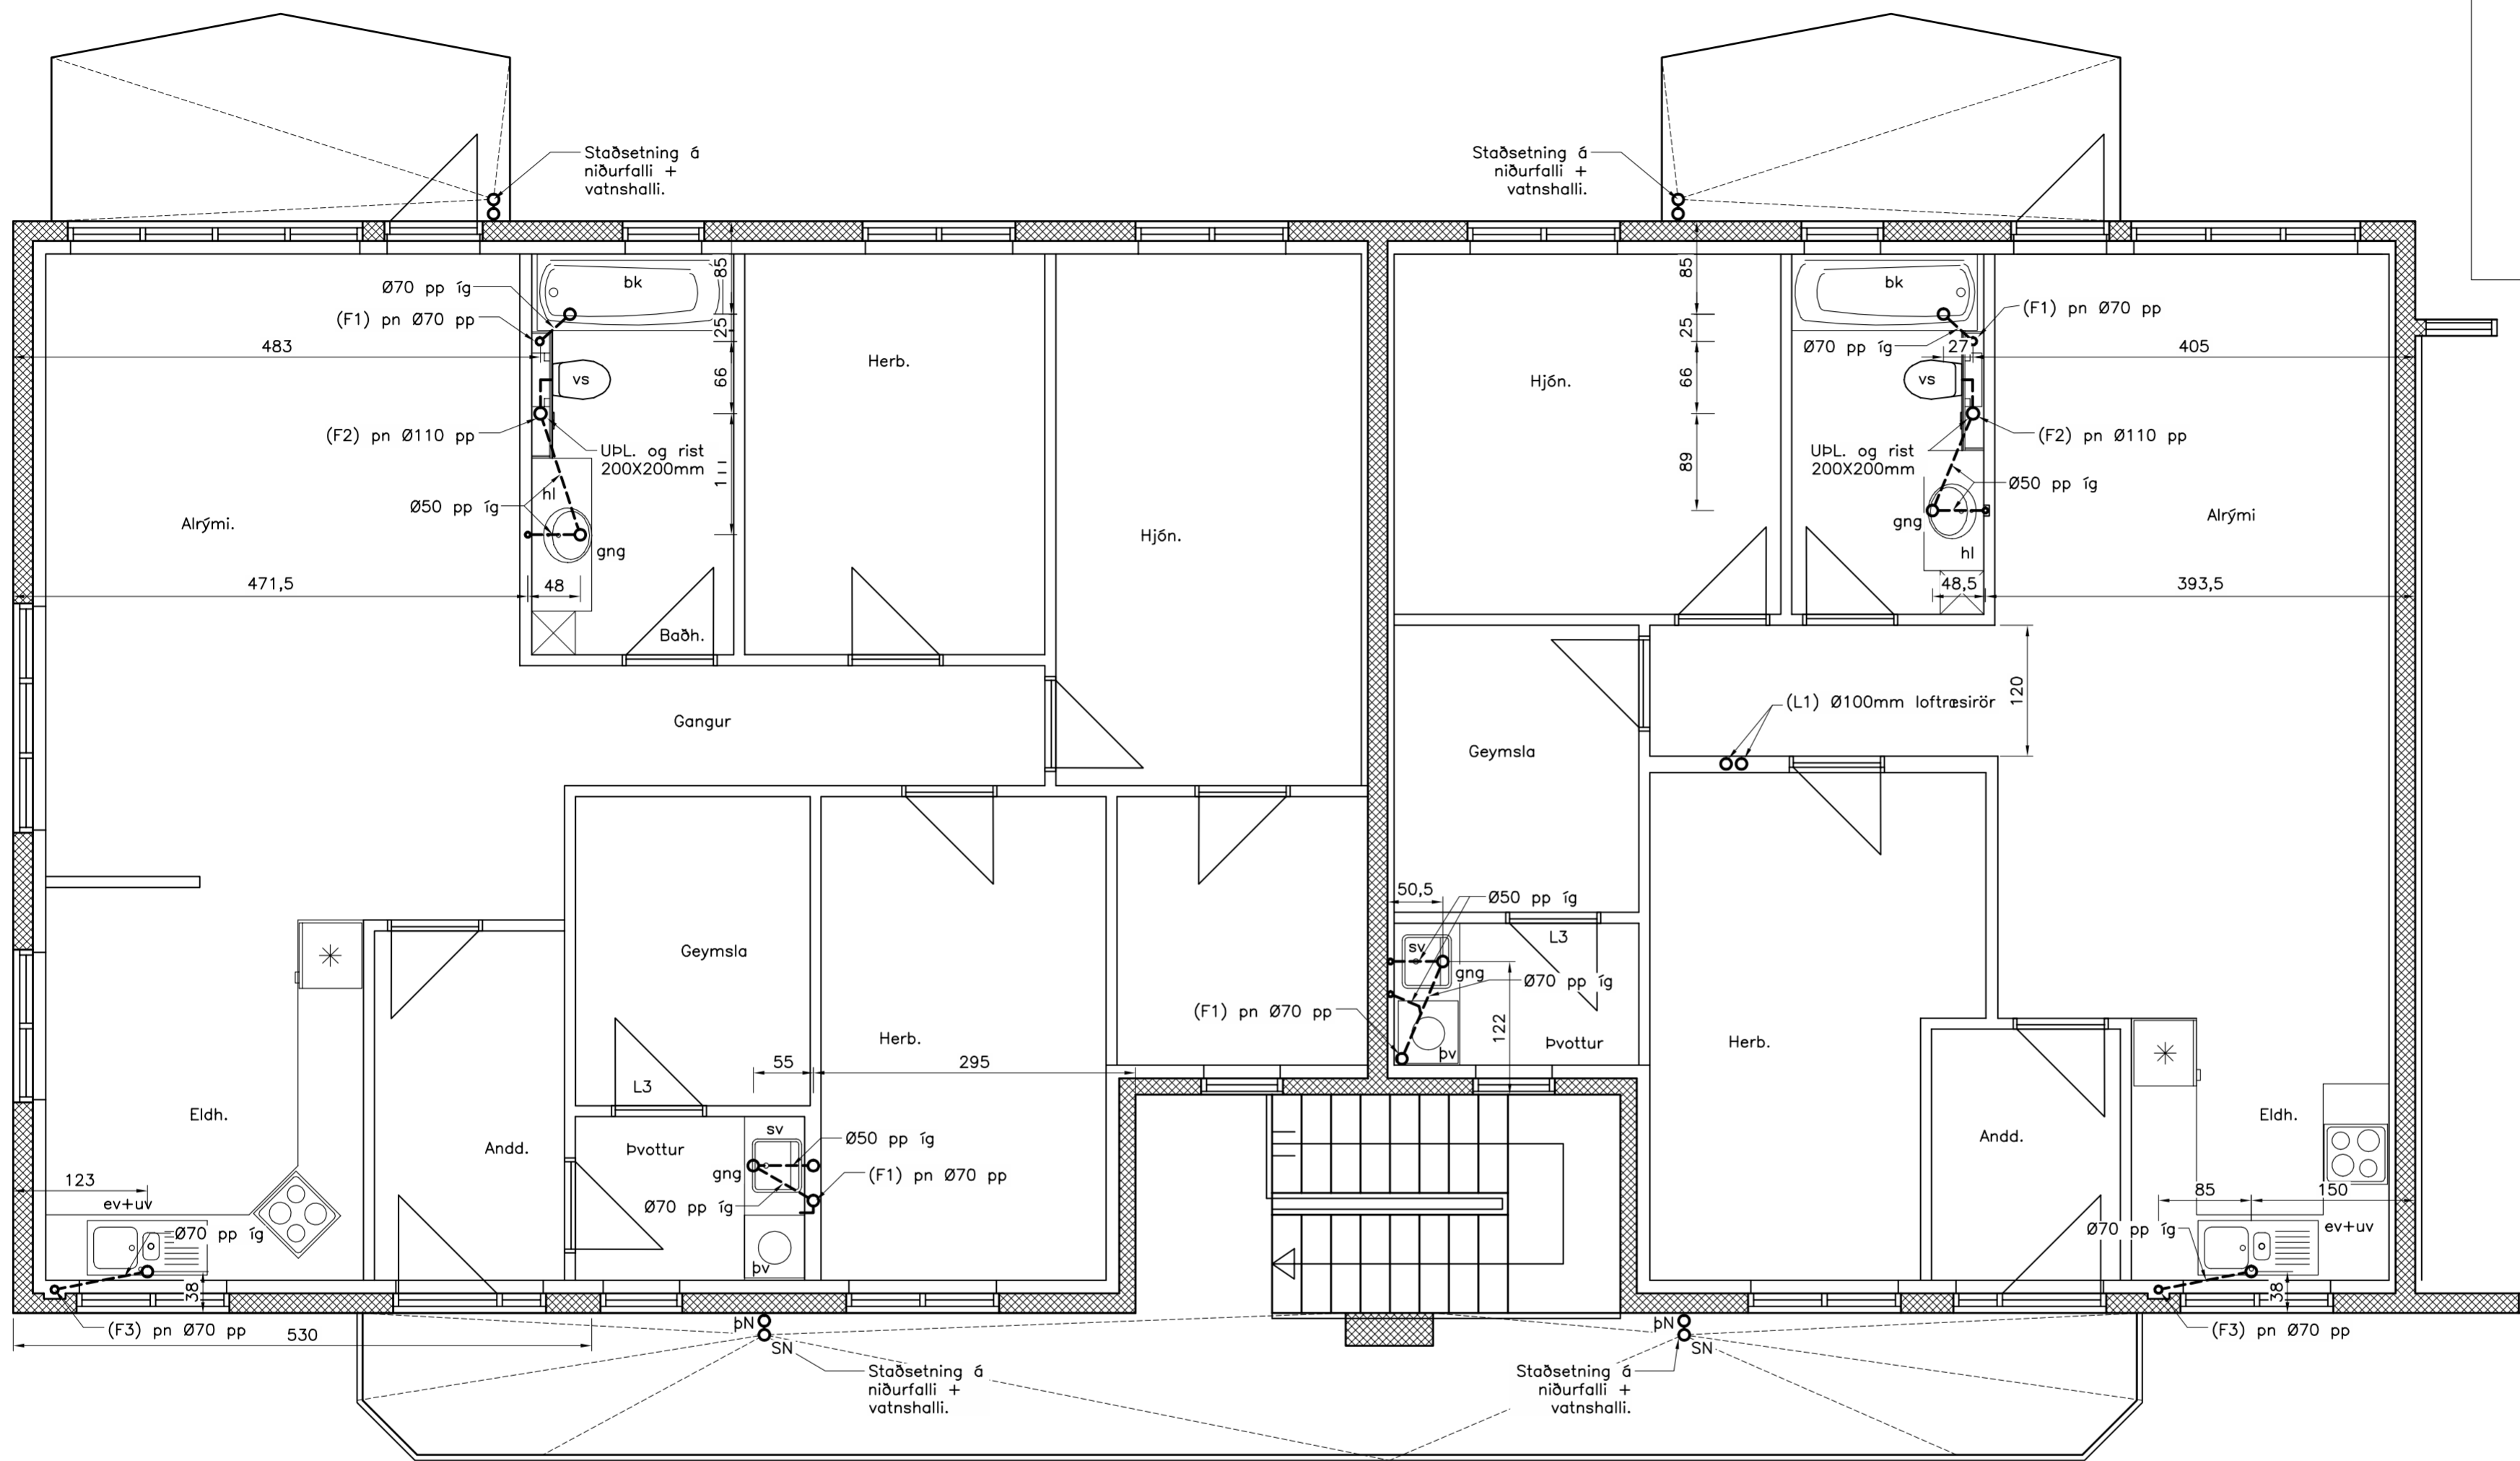 Staðsetning á
niðurfalli +
vatnshalli.
Staðsetning á
niðurfalli +
vatnshalli.
Ø70 pp íg
(F1) pn Ø70 pp
483
bk
85
25
66
vs
(F2) pn Ø110 pp
UÞL. og rist
200X200mm
111
hl
Ø50 pp íg
gng
Alrými.
471,5
48
Baðh.
Herb.
Hjón.
Gangur
Hjón.
85
25
66
89
bk
(F1) pn Ø70 pp
Ø70 pp íg
27
405
vs
(F2) pn Ø110 pp
UÞL. og rist
200X200mm
Ø50 pp íg
gng
hl
Alrými
48,5
393,5
120
(L1) Ø100mm loftræsirör
Geymsla
50,5
Ø50 pp íg
L3
sv
gng
Ø70 pp íg
(F1) pn Ø70 pp
122
þv
Þvottur
Herb.
Geymsla
Herb.
55
295
L3
Eldh.
Andd.
Þvottur
sv
Ø50 pp íg
gng
(F1) pn Ø70 pp
Ø70 pp íg
þv
123
ev+uv
Ø70 pp íg
38
(F3) pn Ø70 pp
530
Andd.
Eldh.
85
150
Ø70 pp íg
ev+uv
38
(F3) pn Ø70 pp
þN
SN
Staðsetning á
niðurfalli +
vatnshalli.
þN
SN
Staðsetning á
niðurfalli +
vatnshalli.